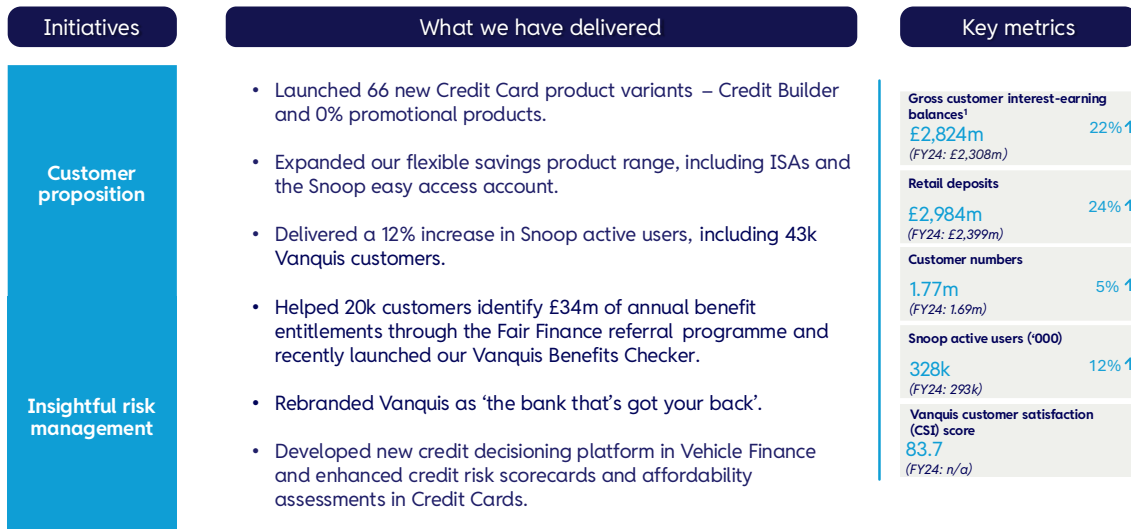 Initiatives
What we have delivered
Key metrics
Customer
proposition
Insightful risk
management
• Launched 66 new Credit Card product variants – Credit Builder
and 0% promotional products.
• Expanded our flexible savings product range, including ISAs and
the Snoop easy access account.
• Delivered a 12% increase in Snoop active users, including 43k
Vanquis customers.
• Helped 20k customers identify £34m of annual benefit
entitlements through the Fair Finance referral programme and
recently launched our Vanquis Benefits Checker.
• Rebranded Vanquis as ‘the bank that’s got your back’.
• Developed new credit decisioning platform in Vehicle Finance
and enhanced credit risk scorecards and affordability
assessments in Credit Cards.
Gross customer interest-earning
balances¹
£2,824m 22%
(FY24: £2,308m)
Retail deposits
£2,984m 24%
(FY24: £2,399m)
Customer numbers
1.77m 5%
(FY24: 1.69m)
Snoop active users (‘000)
328k 12%
(FY24: 293k)
Vanquis customer satisfaction
(CSI) score
83.7
(FY24: n/a)